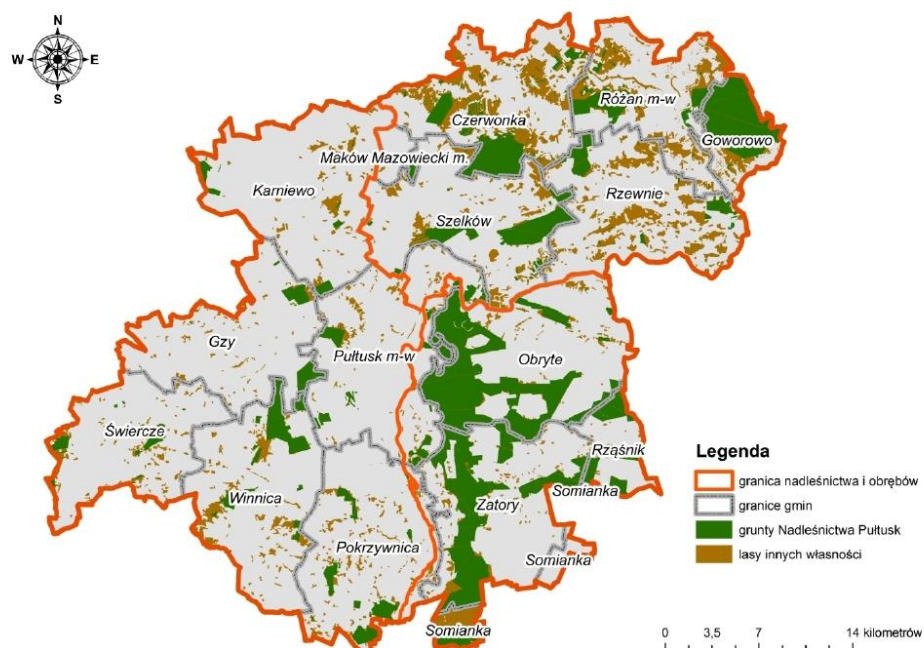 N
W E
S
Różan m-w
Czerwonka
Goworowo
Maków Mazowiecki m.
Karniewo
Rzewnie
Szelków
Gzy
Pułtusk m-w
Obryte
Świercze
Rząśnik
Winnica
Zatory
Somianka
Pokrzywnica
Somianka
Somianka
Legenda
granica nadleśnictwa i obrębów
granice gmin
grunty Nadleśnictwa Pułtusk
lasy innych własności
0 3,5 7 14 kilometrów